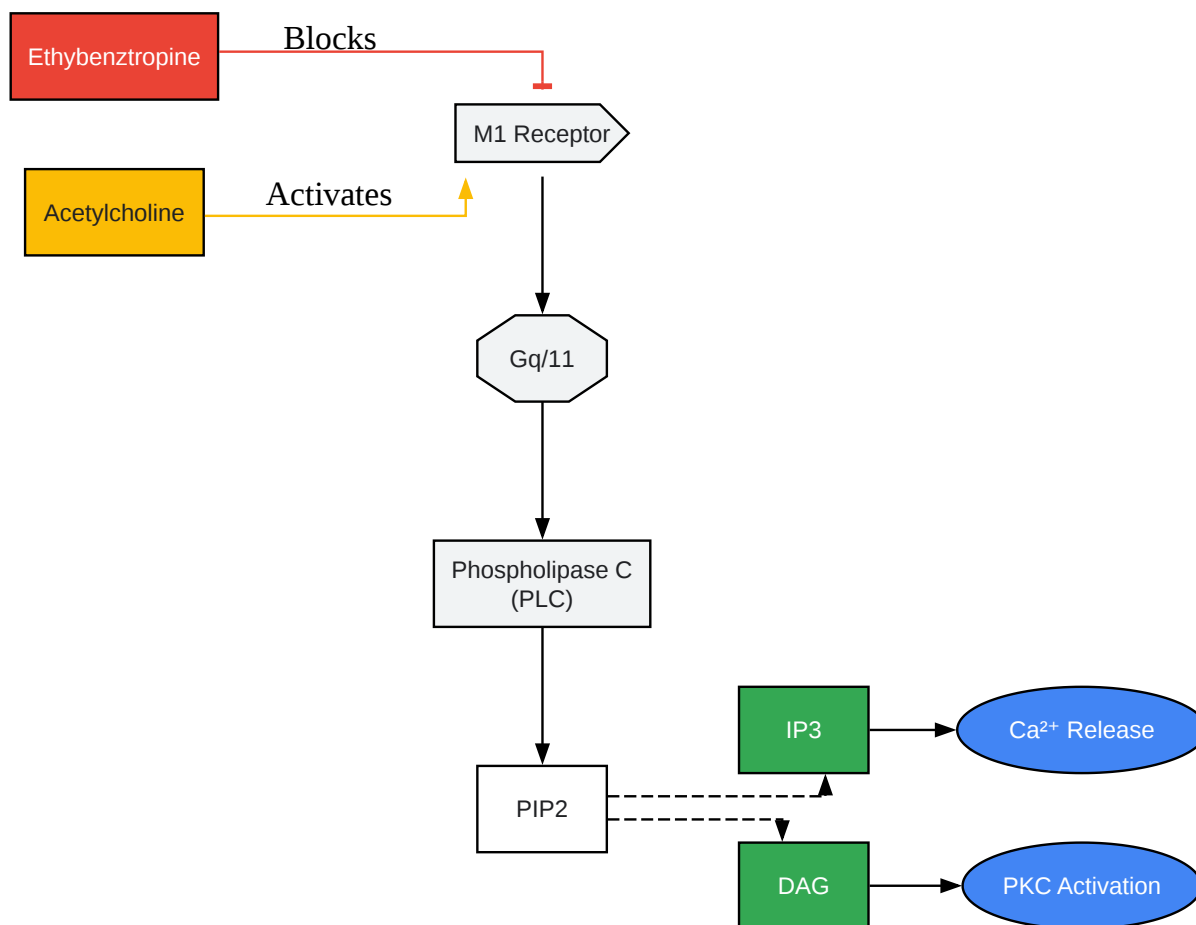 Ethybenztropine
Blocks
M1 Receptor
Acetylcholine
Activates
Gq/11
Phospholipase C
(PLC)
PIP2
IP3
Ca²⁺ Release
DAG
PKC Activation